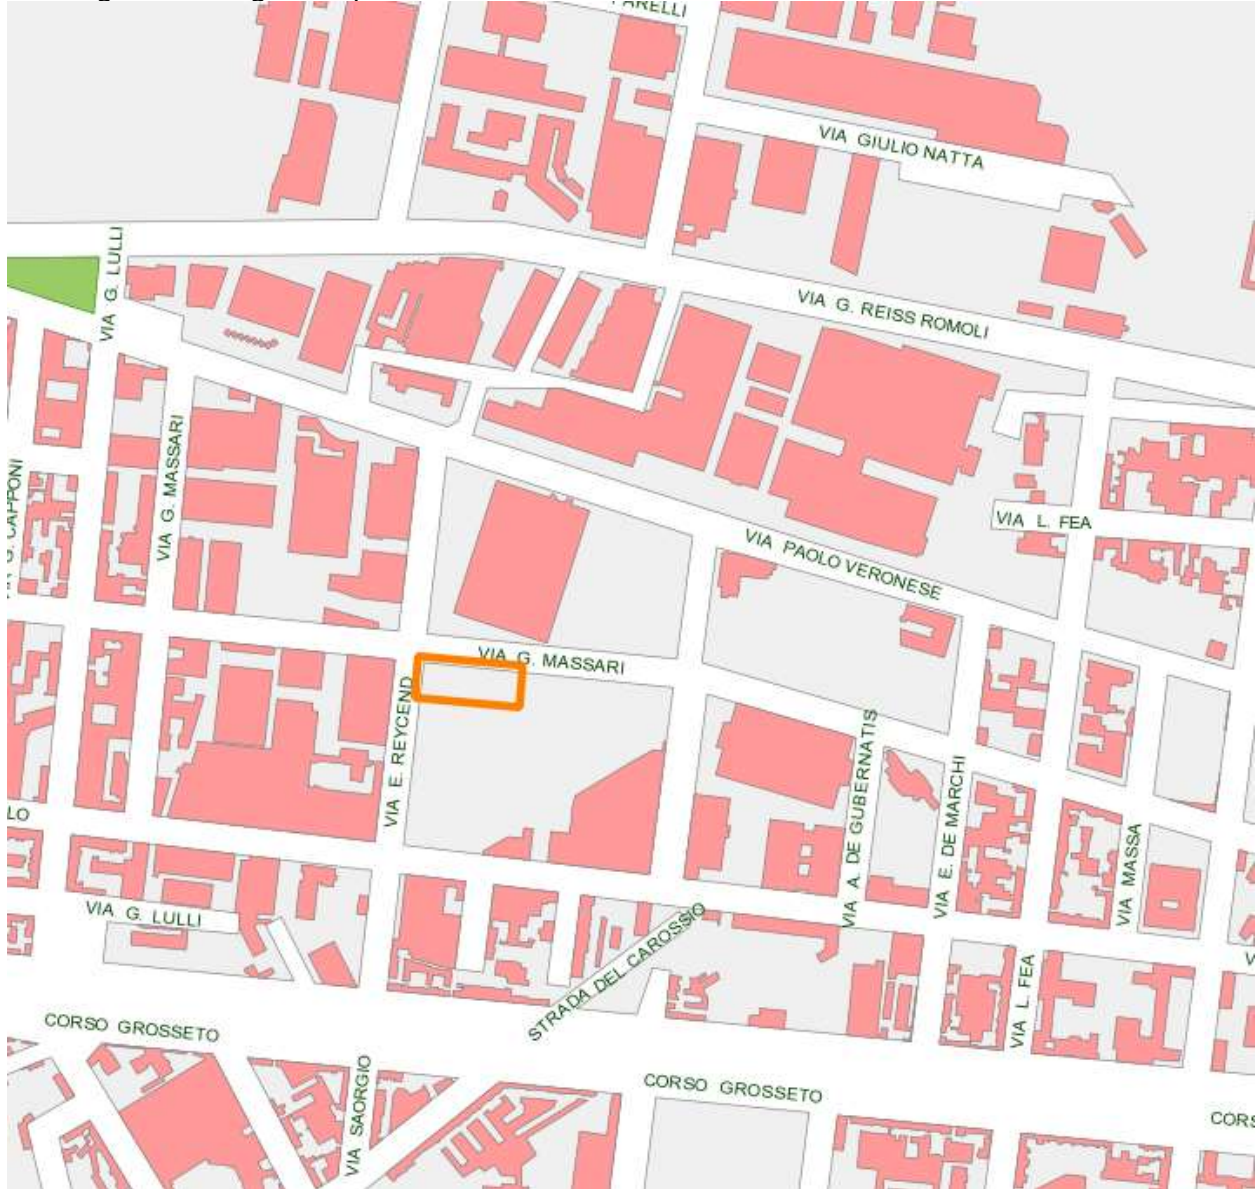 VIA GIULIO NATTA
VIA G. LULLI
VIA G. REISS ROMOLI
VIA G. MASSARI
CAPPONI
VIA L. FEA
VIA PAOLO VERONESE
VIA G. MASSARI
VIA E. REYCEND
VIA A. DE GUBERNATIS
VIA E. DE MARCHI
LO
VIA MASSA
VIA G. LULLI
STRADA DEL CAROSSIO
VIA L. FEA
CORSO GROSSETO
VIA SAORGIO
CORSO GROSSETO
CORS